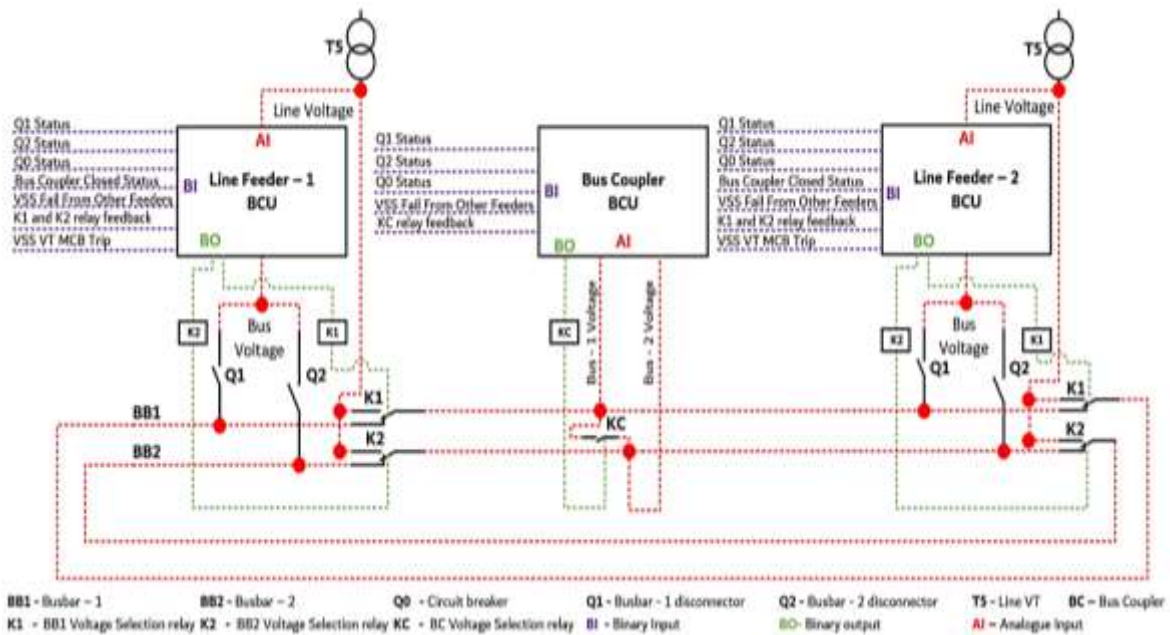 T5
T5
Line Voltage
Line Voltage
Q1 Status
Q2 Status
Q0 Status
Bus Coupler Closed Status
VSS Fail From Other Feeders
K1 and K2 relay feedback
VSS VT MCB Trip
AI
BI
Line Feeder – 1
BCU
BO
Q1 Status
Q2 Status
Q0 Status
VSS Fail From Other Feeders
KC relay feedback
BI
Bus Coupler
BCU
BO
AI
Q1 Status
Q2 Status
Q0 Status
Bus Coupler Closed Status
VSS Fail From Other Feeders
K1 and K2 relay feedback
VSS VT MCB Trip
AI
BI
Line Feeder – 2
BCU
BO
K2
Bus
Voltage
K1
Q1
Q2
KC
Bus - 1 Voltage
Bus - 2 Voltage
K2
Bus
Voltage
K1
Q1
Q2
BB1
K1
KC
K1
BB2
K2
K2
BB1 - Busbar – 1 BB2 - Busbar – 2 Q0 - Circuit breaker Q1 - Busbar - 1 disconnector Q2 - Busbar - 2 disconnector T5 - Line VT BC – Bus Coupler
K1 - BB1 Voltage Selection relay K2 - BB2 Voltage Selection relay KC - BC Voltage Selection relay BI - Binary Input BO- Binary output AI – Analogue Input